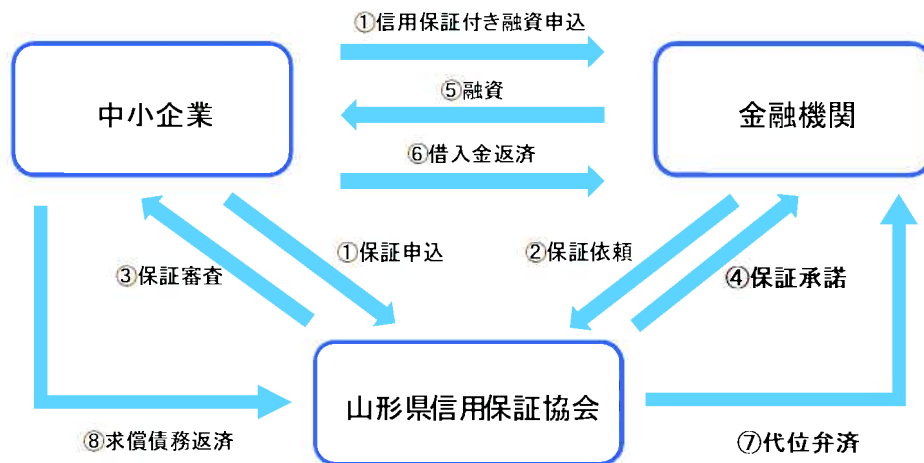 ①信用保証付き融資申込
中小企業
⑤融資
金融機関
⑥借入金返済
③保証審査
①保証申込
②保証依頼
④保証承諾
山形県信用保証協会
⑧求償債務返済
⑦代位弁済